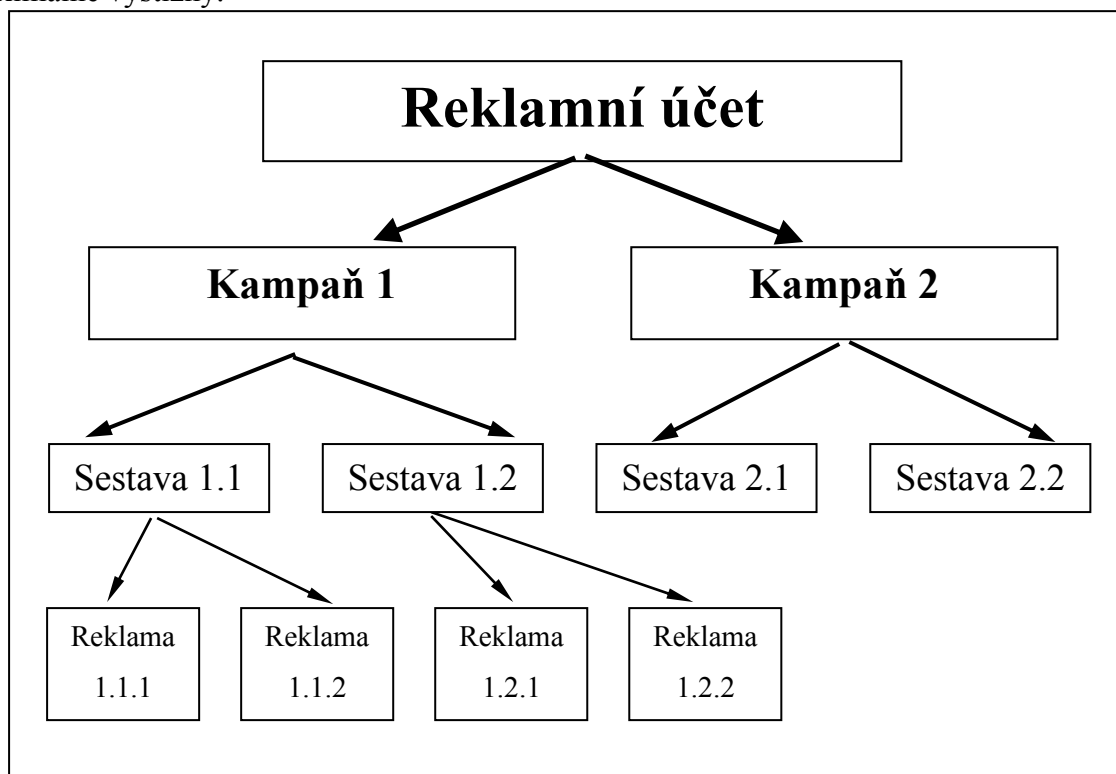 Reklamní účet
Kampaň 1
Kampaň 2
Sestava 1.1
Sestava 1.2
Sestava 2.1
Sestava 2.2
Reklama
1.1.1
Reklama
1.1.2
Reklama
1.2.1
Reklama
1.2.2